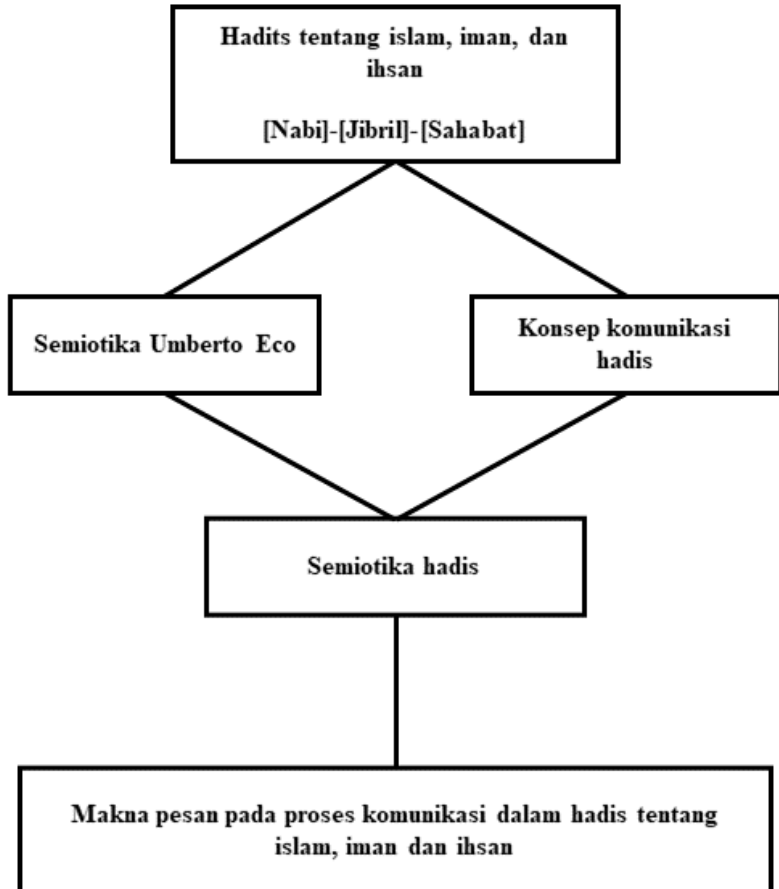 Hadits tentang islam, iman, dan
ihsan
[Nabi]-[Jibril]-[Sahabat]
Semiotika Umberto Eco
Konsep komunikasi
hadis
Semiotika hadis
Makna pesan pada proses komunikasi dalam hadis tentang
islam, iman dan ihsan